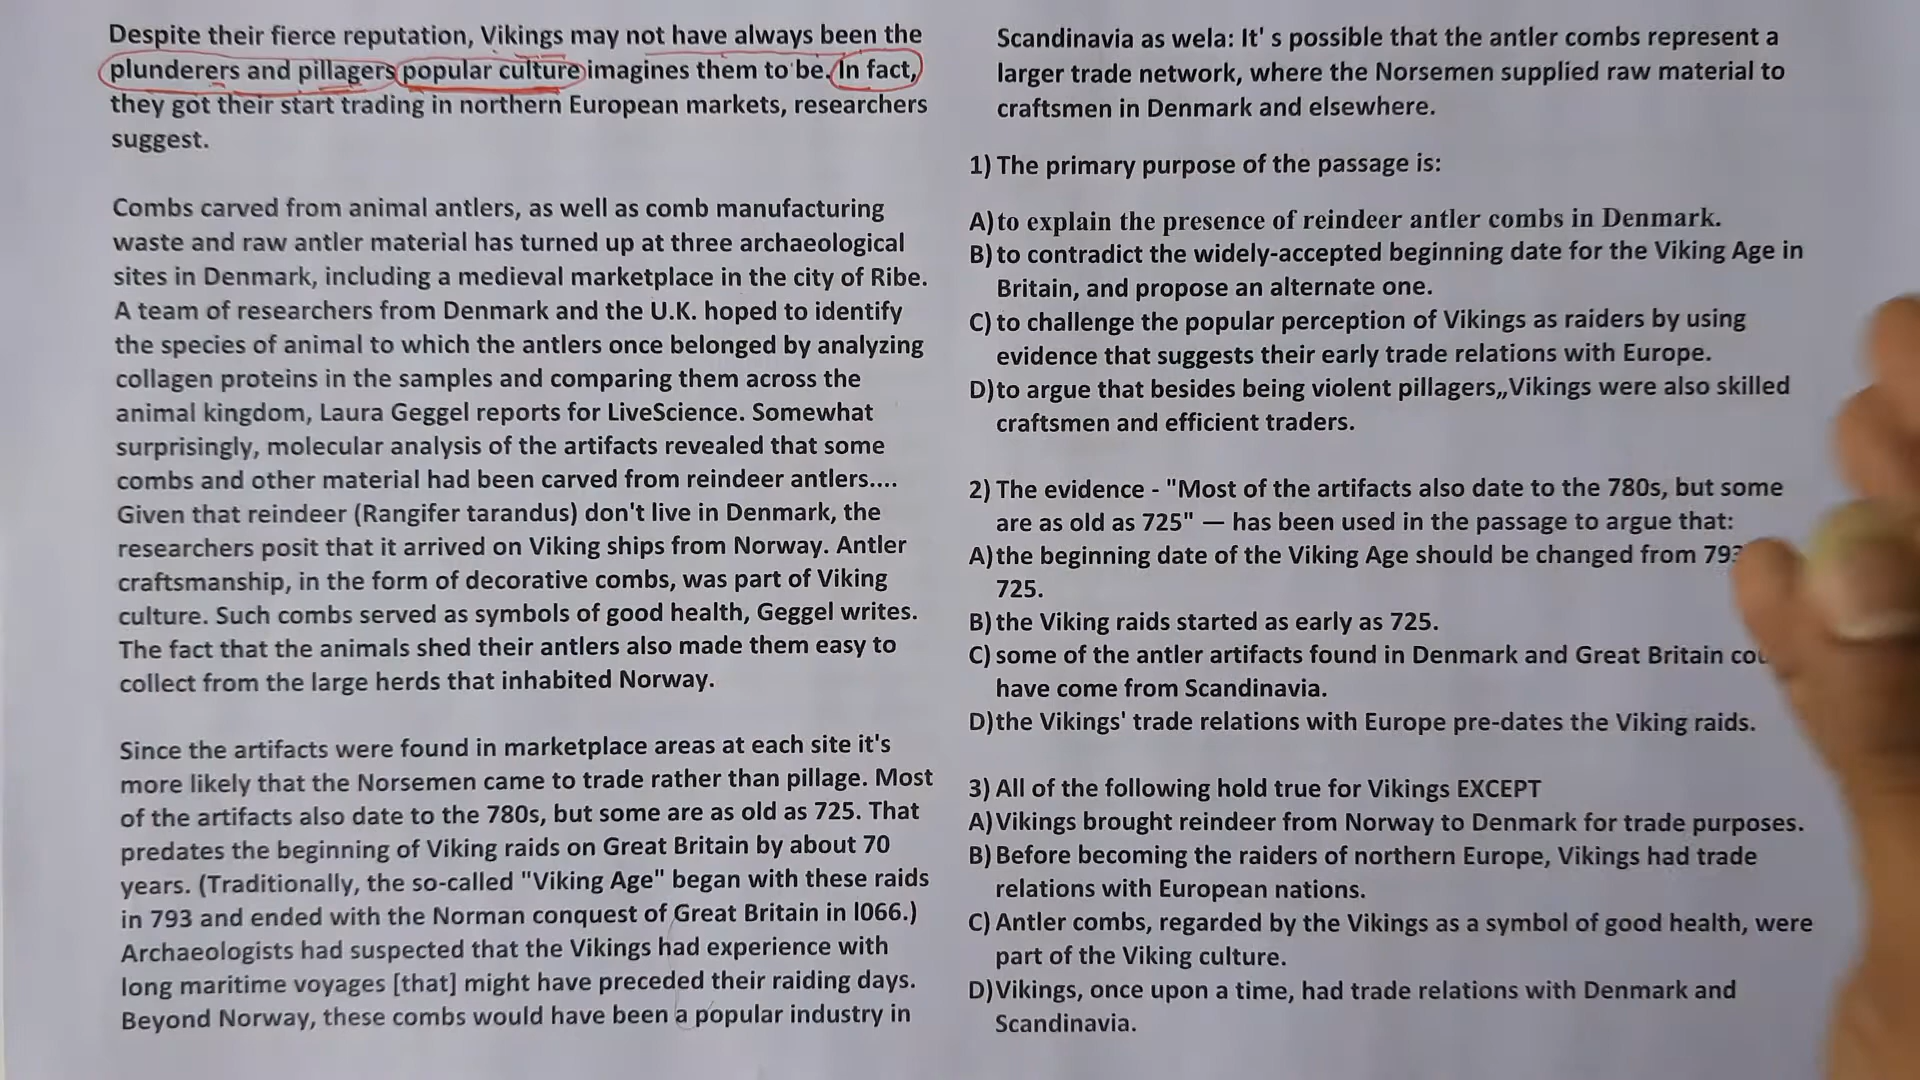 Despite their fierce reputation, Vikings may not have always been the
plunderers and pillagers popular culture imagines them to be. In fact,
they got their start trading in northern European markets, researchers
suggest.
Combs carved from animal antlers, as well as comb manufacturing
waste and raw antler material has turned up at three archaeological
sites in Denmark, including a medieval marketplace in the city of Ribe.
A team of researchers from Denmark and the U.K. hoped to identify
the species of animal to which the antlers once belonged by analyzing
collagen proteins in the samples and comparing them across the
animal kingdom, Laura Geggel reports for LiveScience. Somewhat
surprisingly, molecular analysis of the artifacts revealed that some
combs and other material had been carved from reindeer antlers....
Given that reindeer (Rangifer tarandus) don't live in Denmark, the
researchers posit that it arrived on Viking ships from Norway. Antler
craftsmanship, in the form of decorative combs, was part of Viking
culture. Such combs served as symbols of good health, Geggel writes.
The fact that the animals shed their antlers also made them easy to
collect from the large herds that inhabited Norway.
Since the artifacts were found in marketplace areas at each site it's
more likely that the Norsemen came to trade rather than pillage. Most
of the artifacts also date to the 780s, but some are as old as 725. That
predates the beginning of Viking raids on Great Britain by about 70
years. (Traditionally, the so-called "Viking Age" began with these raids
in 793 and ended with the Norman conquest of Great Britain in l066.)
Archaeologists had suspected that the Vikings had experience with
long maritime voyages [that] might have preceded their raiding days.
Beyond Norway, these combs would have been a popular industry in
Scandinavia as wela: It' s possible that the antler combs represent a
larger trade network, where the Norsemen supplied raw material to
craftsmen in Denmark and elsewhere.
1) The primary purpose of the passage is:
A) to explain the presence of reindeer antler combs in Denmark.
B) to contradict the widely-accepted beginning date for the Viking Age in
Britain, and propose an alternate one.
C) to challenge the popular perception of Vikings as raiders by using
evidence that suggests their early trade relations with Europe.
D) to argue that besides being violent pillagers,,Vikings were also skilled
craftsmen and efficient traders.
2) The evidence - "Most of the artifacts also date to the 780s, but some
are as old as 725" — has been used in the passage to argue that:
A) the beginning date of the Viking Age should be changed from 793
725.
B) the Viking raids started as early as 725.
C) some of the antler artifacts found in Denmark and Great Britain
have come from Scandinavia.
D) the Vikings' trade relations with Europe pre-dates the Viking raids.
3) All of the following hold true for Vikings EXCEPT
A) Vikings brought reindeer from Norway to Denmark for trade purposes.
B) Before becoming the raiders of northern Europe, Vikings had trade
relations with European nations.
C) Antler combs, regarded by the Vikings as a symbol of good health, were
part of the Viking culture.
D) Vikings, once upon a time, had trade relations with Denmark and
Scandinavia.